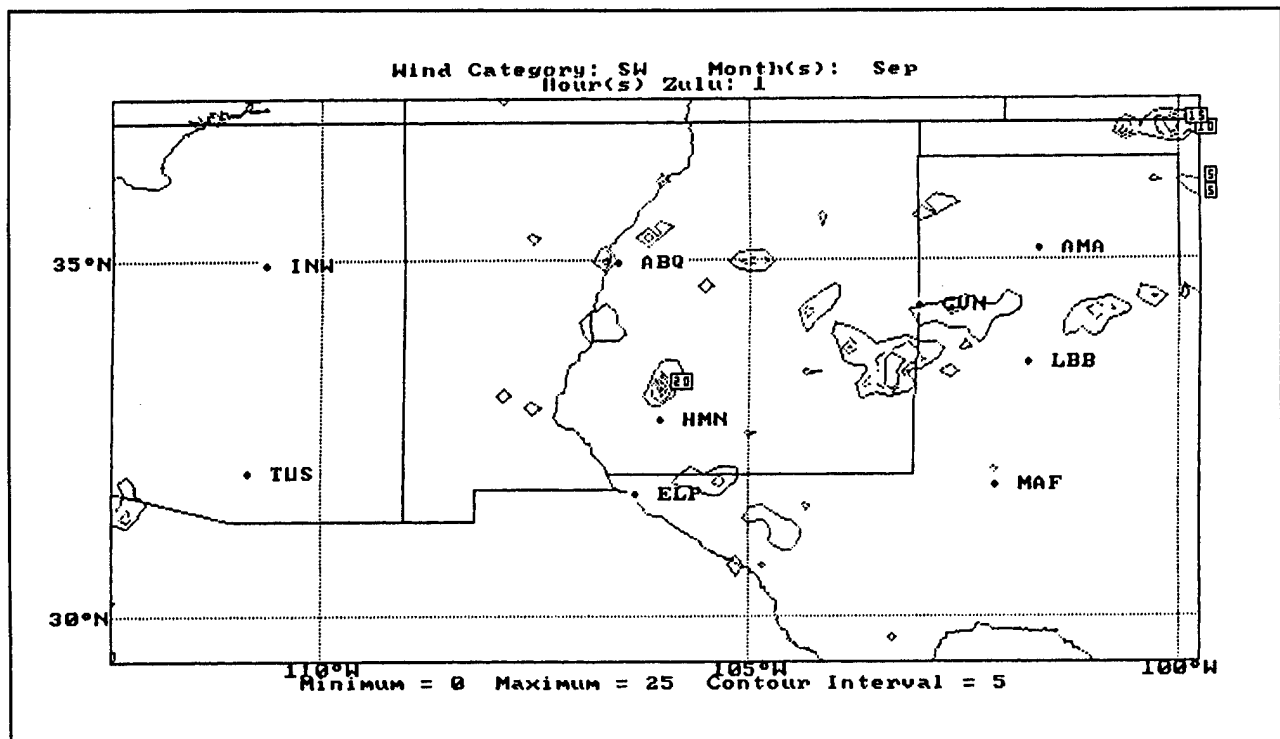 Wind Category: SW Month(s): Sep
Hour(s) Zulu: 1
15
10
5
5
AMA
35°N
INW
ABQ
CVN
LBB
20
HMN
TUS
ELP
MAF
30°N
110°W
105°W
100°W
Minimum = 0 Maximum = 25 Contour Interval = 5